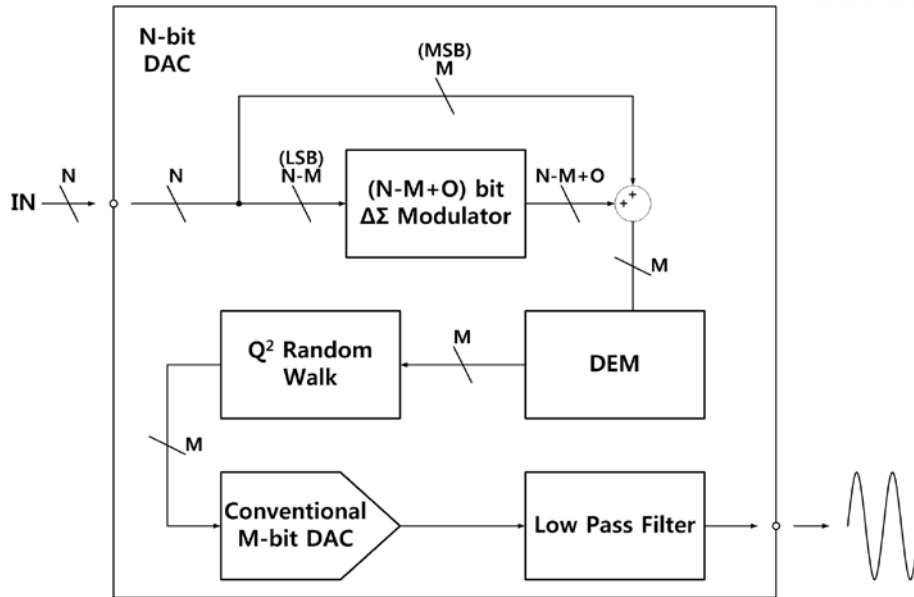 N-bit
DAC
(MSB)
M
IN
N
N
(LSB)
N-M
(N-M+O) bit
ΔΣ Modulator
N-M+O
+
+
M
Q² Random
Walk
M
DEM
M
Conventional
M-bit DAC
Low Pass Filter